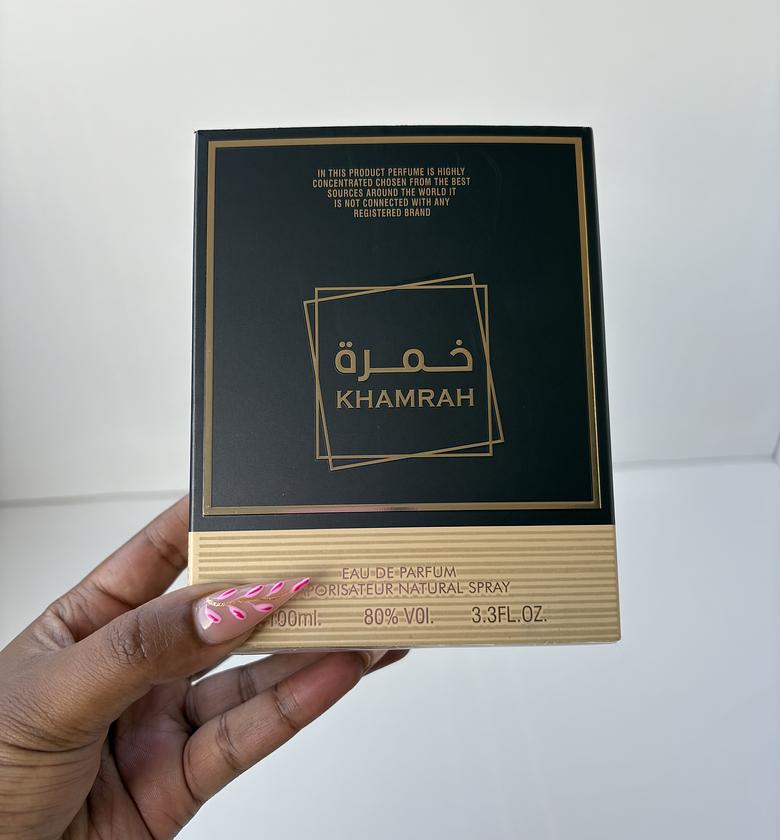 IN THIS PRODUCT PERFUME IS HIGHLY
CONCENTRATED CHOSEN FROM THE BEST
SOURCES AROUND THE WORLD IT
IS NOT CONNECTED WITH ANY
REGISTERED BRAND
خمرة
KHAMRAH
EAU DE PARFUM
NATURAL SPRAY
100ml. 80% VOl. 3.3FL.OZ.